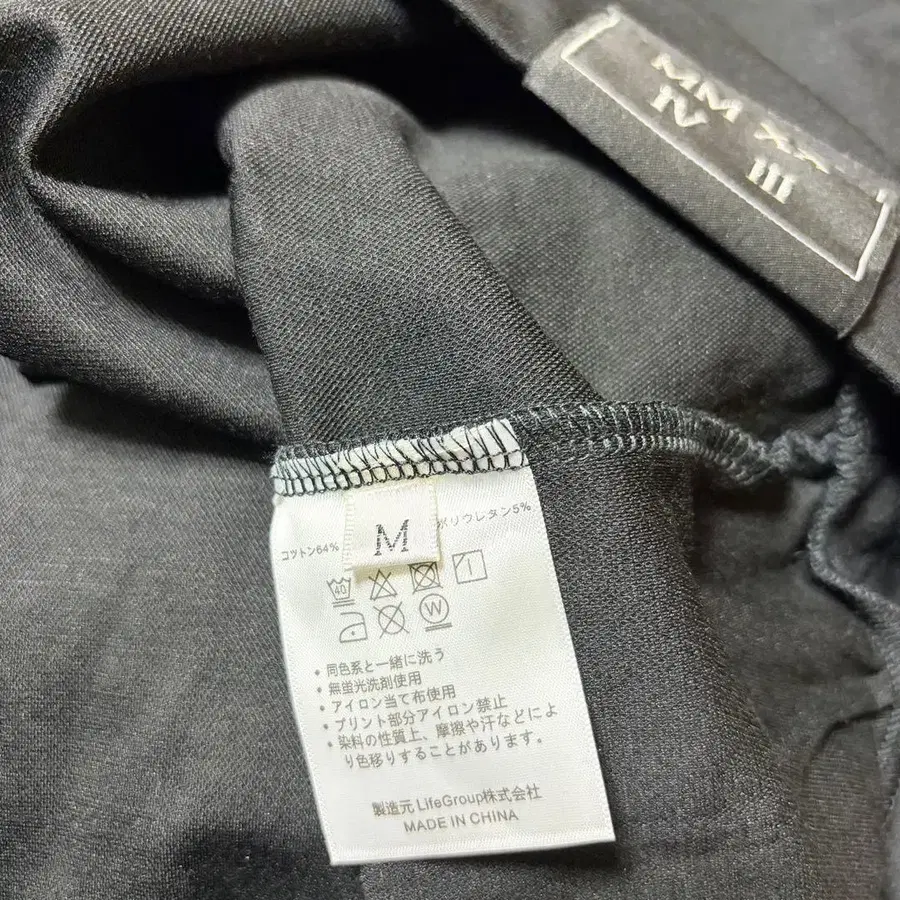 MM
IV III
M
コットン64%
ポリウレタン5%
40
W
・同色系と一緒に洗う
・無蛍光洗剤使用
・アイロン当て布使用
・プリント部分アイロン禁止
・染料の性質上、摩擦や汗などによ
り色移りすることがあります。
製造元 LifeGroup株式会社
MADE IN CHINA